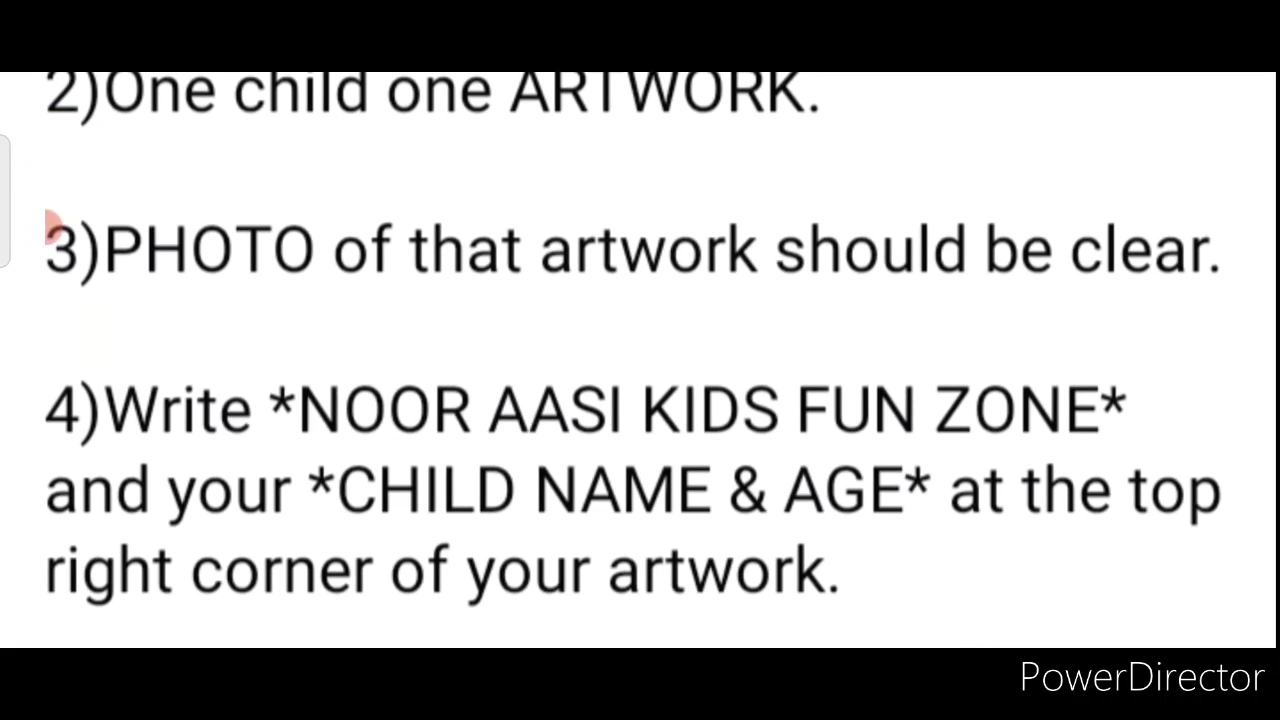 2)One child one ARTWORK.
3)PHOTO of that artwork should be clear.
4)Write *NOOR AASI KIDS FUN ZONE*
and your *CHILD NAME & AGE* at the top
right corner of your artwork.
PowerDirector